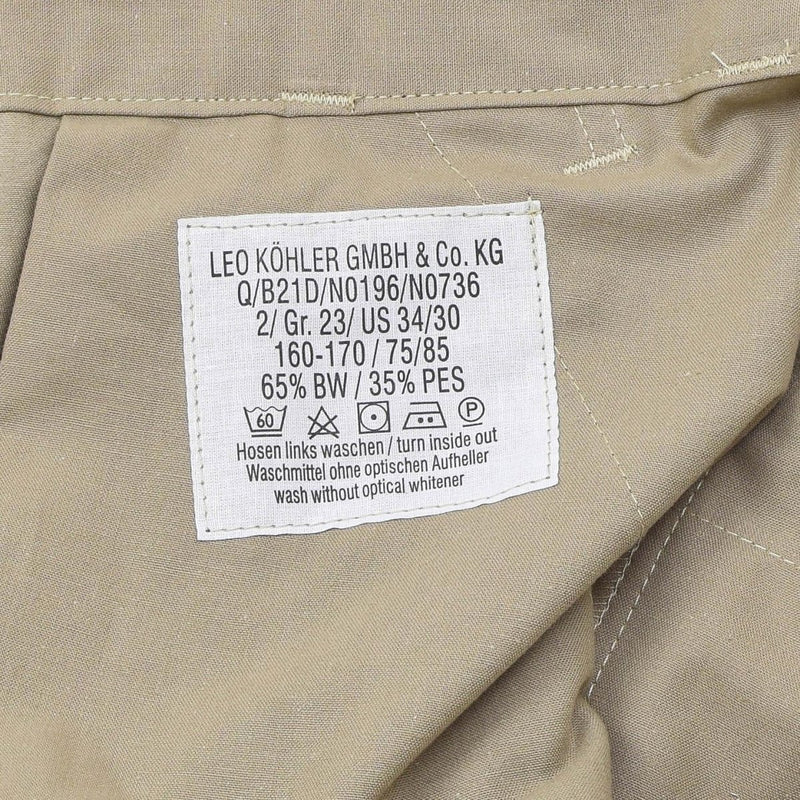 LEO KÖHLER GMBH & Co. KG
Q/B21D/N0196/N0736
2/ Gr. 23/ US 34/30
160-170 / 75/85
65% BW / 35% PES
60 P
Hosen links waschen / turn inside out
Waschmittel ohne optischen Aufheller
wash without optical whitener